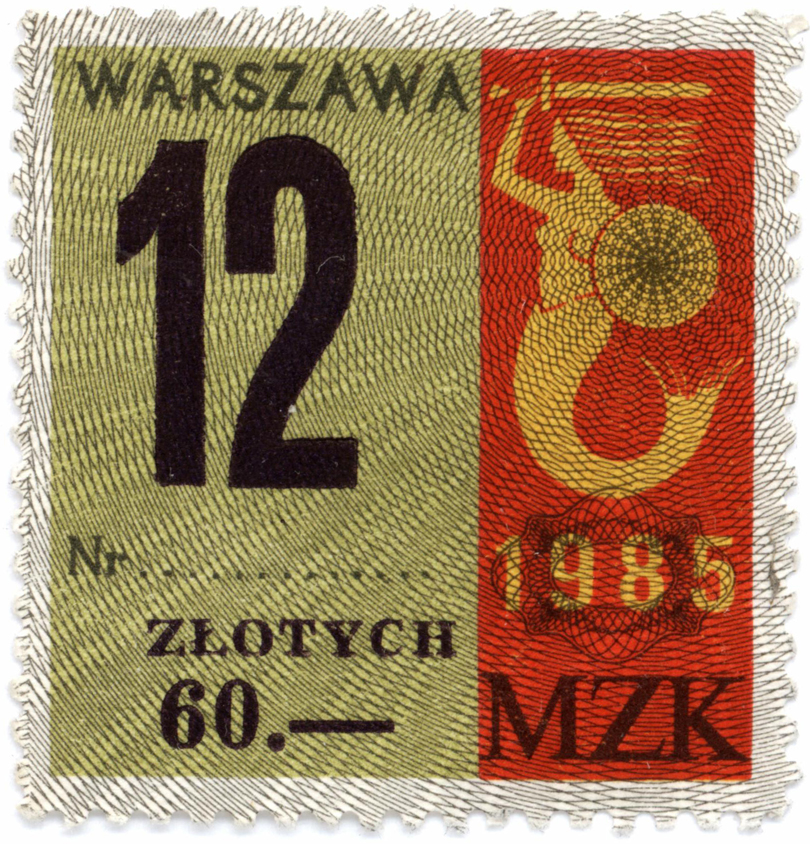 WARSZAWA
12
Nr..................
ZŁOTYCH
60.—
1985
MZK